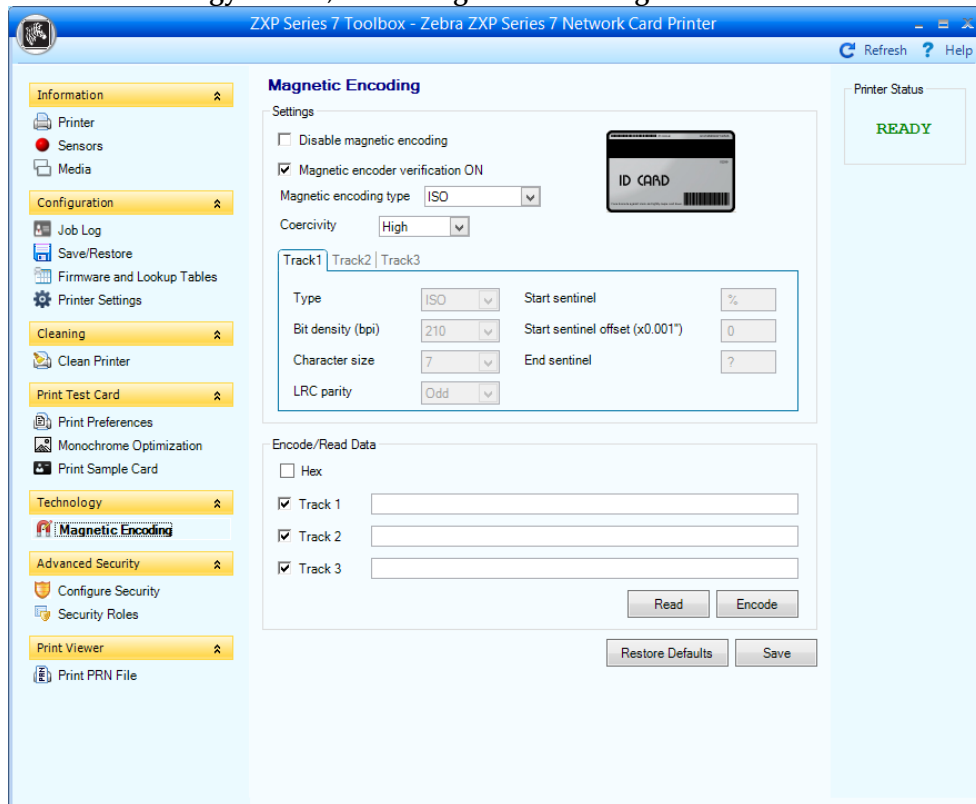 ZXP Series 7 Toolbox - Zebra ZXP Series 7 Network Card Printer
Refresh ? Help
Information
Printer
Sensors
Media
Configuration
Job Log
Save/Restore
Firmware and Lookup Tables
Printer Settings
Cleaning
Clean Printer
Print Test Card
Print Preferences
Monochrome Optimization
Print Sample Card
Technology
Magnetic Encoding
Advanced Security
Configure Security
Security Roles
Print Viewer
Print PRN File
Magnetic Encoding
Settings
Disable magnetic encoding
Magnetic encoder verification ON
Magnetic encoding type ISO
Coercivity High
ID CARD
Track1 Track2 Track3
Type ISO Start sentinel %
Bit density (bpi) 210 Start sentinel offset (x0.001") 0
Character size 7 End sentinel ?
LRC parity Odd
Encode/Read Data
Hex
Track 1
Track 2
Track 3
Read Encode
Restore Defaults Save
Printer Status
READY